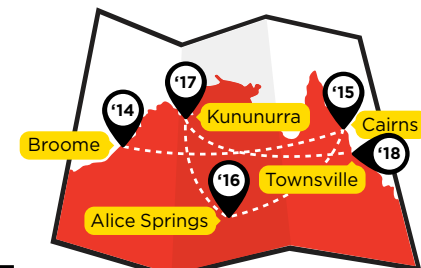 ‘17
‘14
‘15
Kununurra
Cairns
Broome
‘18
‘16
Townsville
Alice Springs